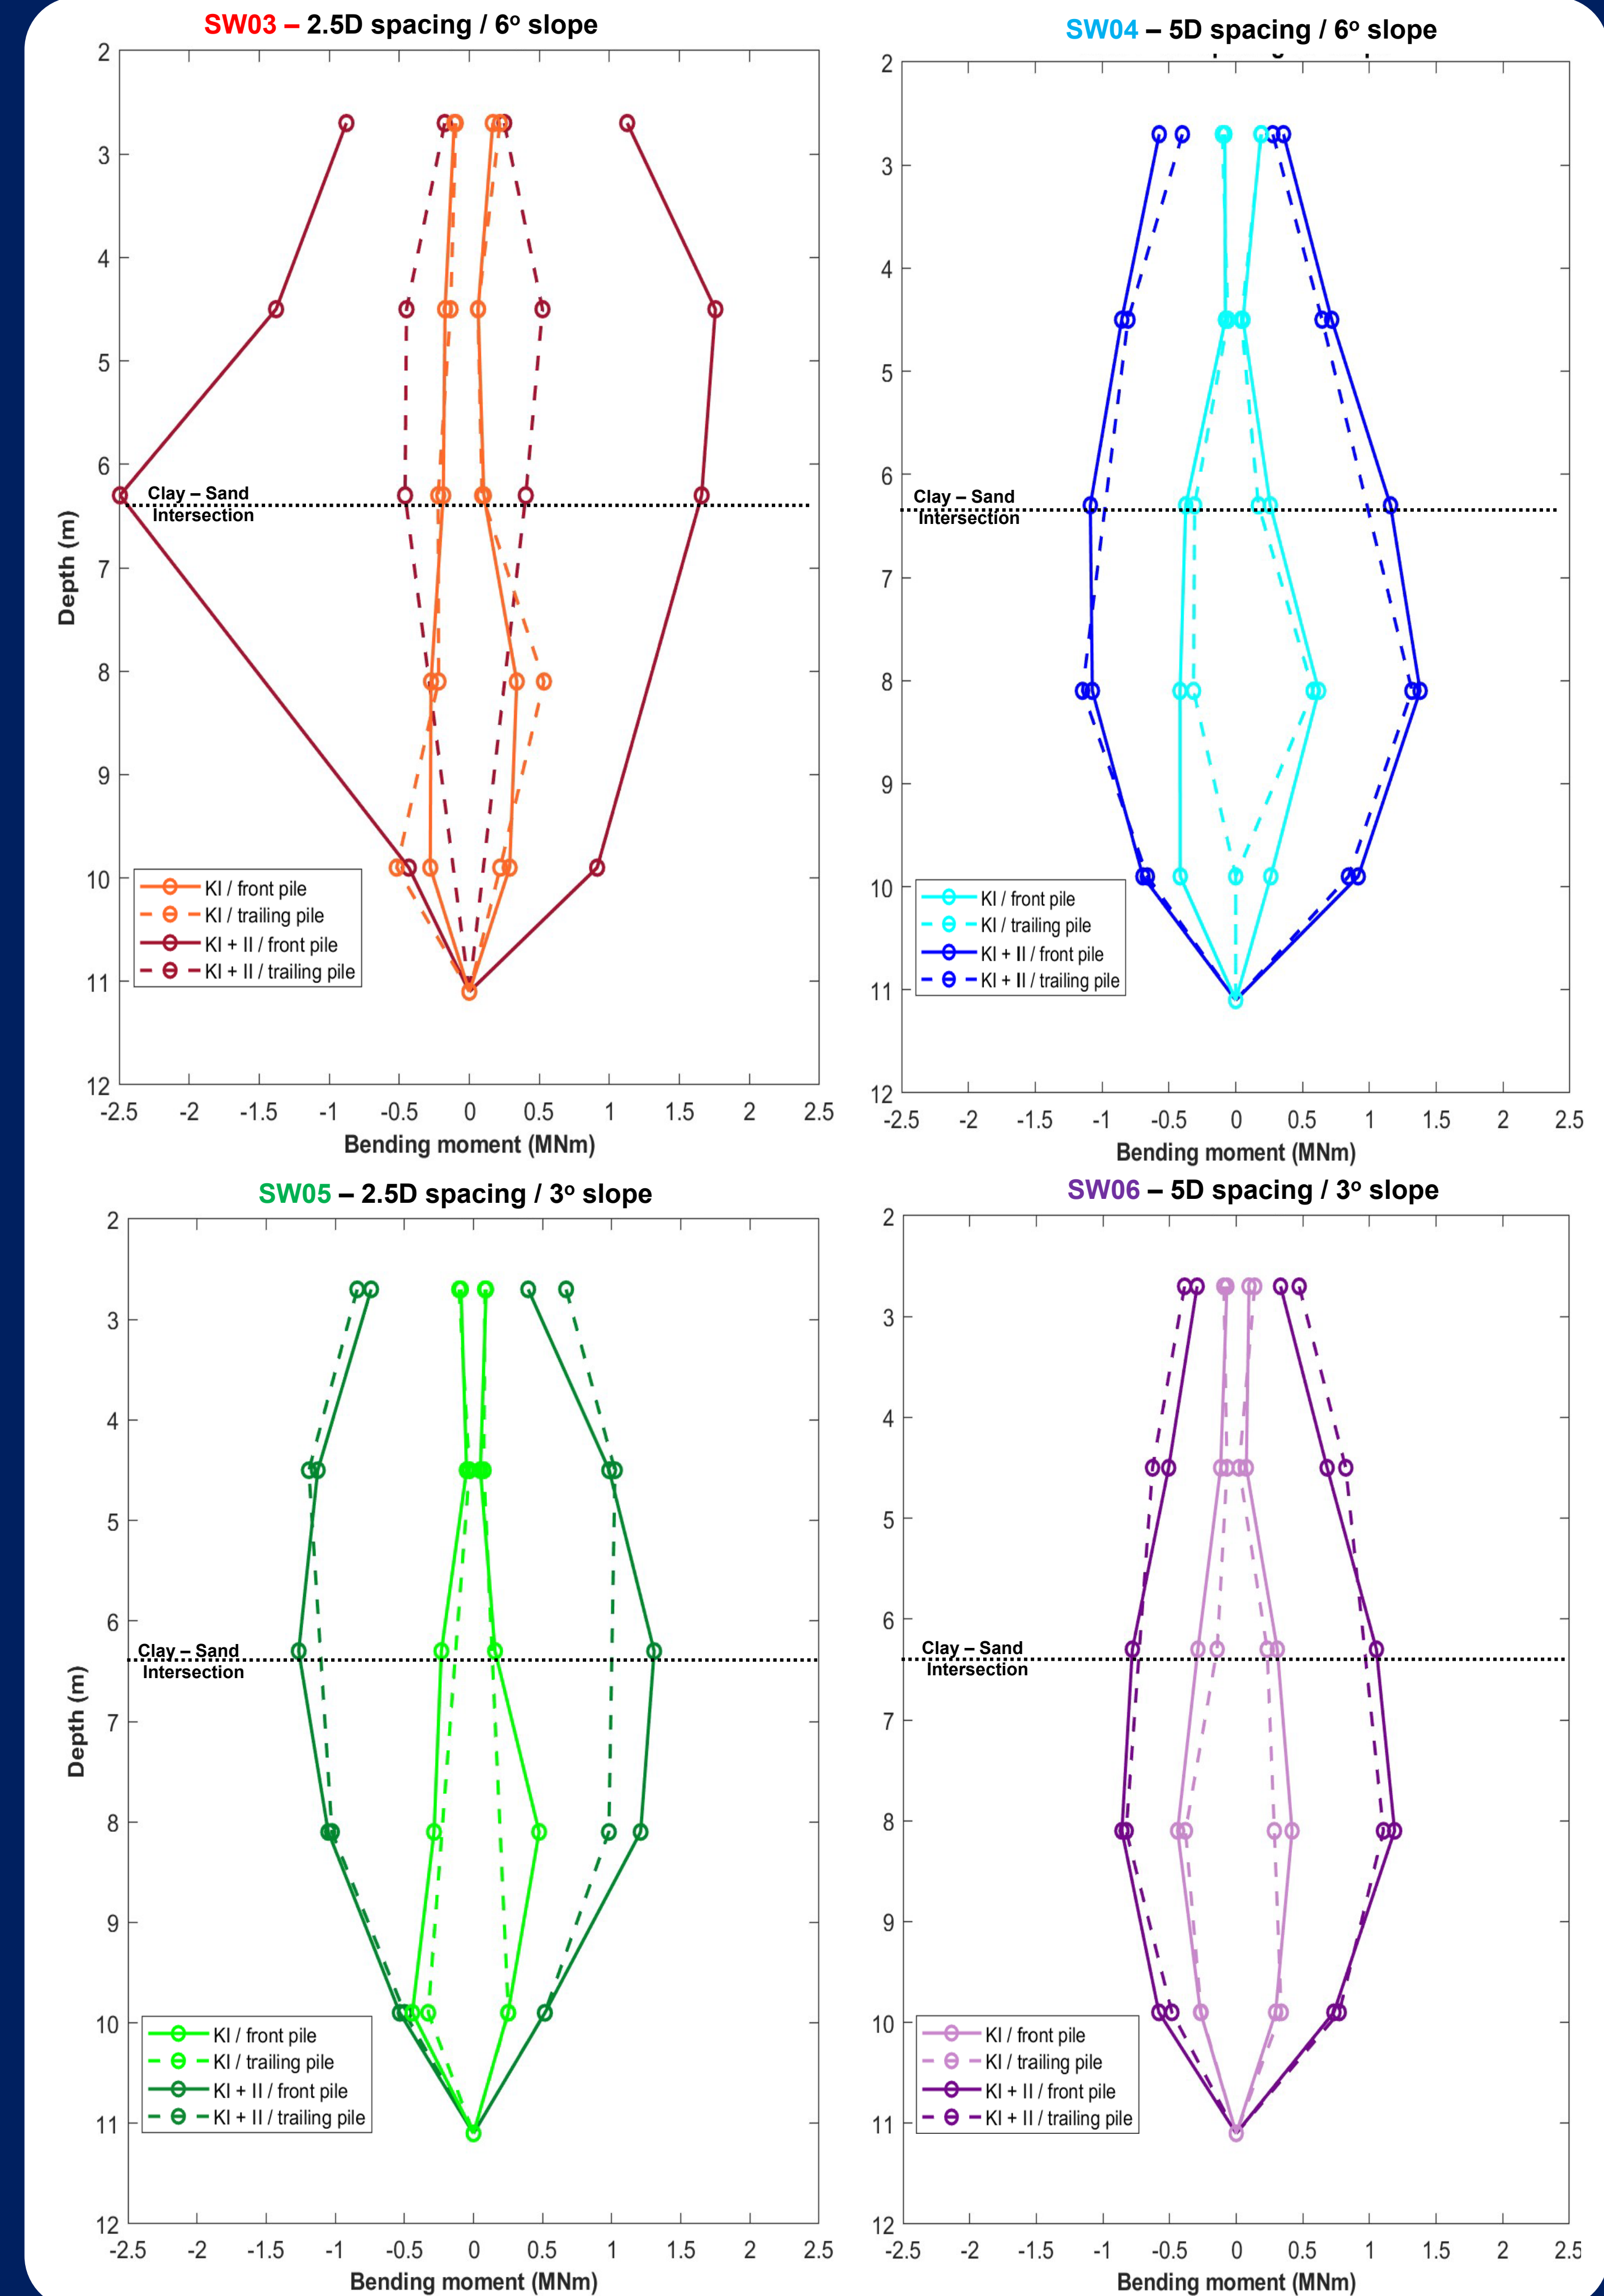 SW03 – 2.5D spacing / 6º slope
2
3
4
5
6
7
8
9
10
11
12
Depth (m)
Clay – Sand
Intersection
KI / front pile
KI / trailing pile
KI + II / front pile
KI + II / trailing pile
-2.5 -2 -1.5 -1 -0.5 0 0.5 1 1.5 2 2.5
Bending moment (MNm)
SW04 – 5D spacing / 6º slope
2
3
4
5
6
7
8
9
10
11
12
Clay – Sand
Intersection
KI / front pile
KI / trailing pile
KI + II / front pile
KI + II / trailing pile
-2.5 -2 -1.5 -1 -0.5 0 0.5 1 1.5 2 2.5
Bending moment (MNm)
SW05 – 2.5D spacing / 3º slope
2
3
4
5
6
7
8
9
10
11
12
Depth (m)
Clay – Sand
Intersection
KI / front pile
KI / trailing pile
KI + II / front pile
KI + II / trailing pile
-2.5 -2 -1.5 -1 -0.5 0 0.5 1 1.5 2 2.5
Bending moment (MNm)
SW06 – 5D spacing / 3º slope
2
3
4
5
6
7
8
9
10
11
12
Clay – Sand
Intersection
KI / front pile
KI / trailing pile
KI + II / front pile
KI + II / trailing pile
-2.5 -2 -1.5 -1 -0.5 0 0.5 1 1.5 2 2.5
Bending moment (MNm)